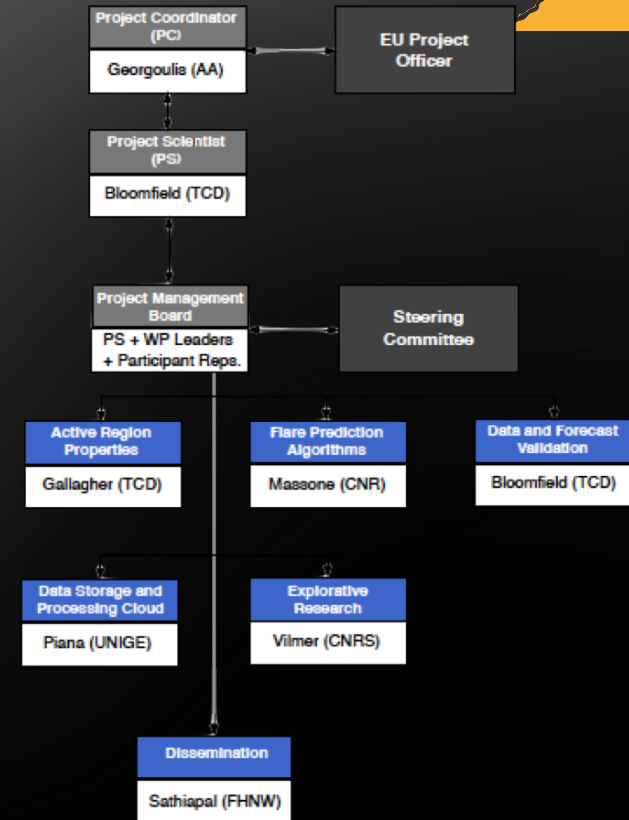 Project Coordinator
(PC)
Georgoulis (AA)
EU Project
Officer
Project Scientist
(PS)
Bloomfield (TCD)
Project Management
Board
PS + WP Leaders
+ Participant Reps.
Steering
Committee
Active Region
Properties
Gallagher (TCD)
Flare Prediction
Algorithms
Massone (CNR)
Data and Forecast
Validation
Bloomfield (TCD)
Data Storage and
Processing Cloud
Piana (UNIGE)
Explorative
Research
Vilmer (CNRS)
Dissemination
Sathiapal (FHNW)